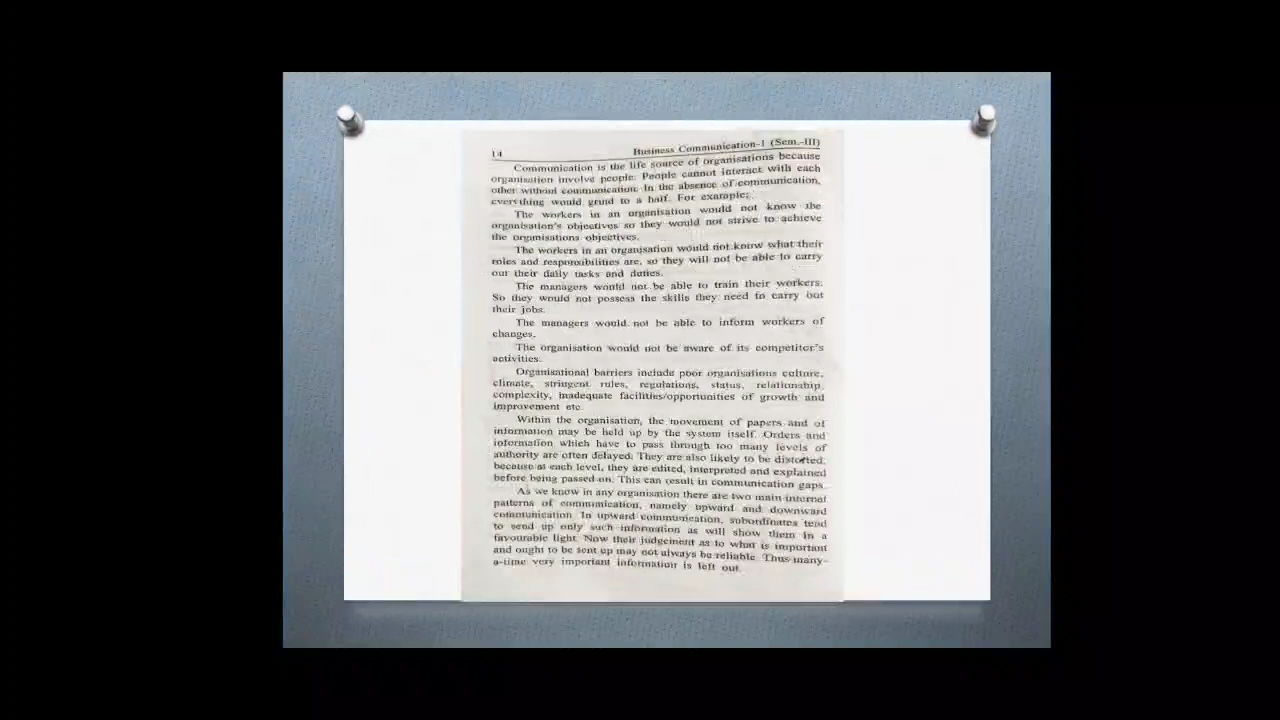 14 Business Communication-I (Sem.-III)
Communication is the life source of organisations because
organisation involve people. People cannot interact with each
other without communication. In the absence of communication,
everything would grind to a half. For example:
The workers in an organisation would not know the
organisation's objectives so they would not strive to achieve
the organisations objectives.
The workers in an organisation would not know what their
roles and responsibilities are, so they will not be able to carry
out their daily tasks and duties.
The managers would not be able to train their workers.
So they would not possess the skills they need to carry out
their jobs.
The managers would not be able to inform workers of
changes.
The organisation would not be aware of its competitor's
activities.
Organisational barriers include poor organisations culture,
climate, stringent rules, regulations, status, relationship,
complexity, inadequate facilities/opportunities of growth and
improvement etc.
Within the organisation, the movement of papers and of
information may be held up by the system itself. Orders and
information which have to pass through too many levels of
authority are often delayed. They are also likely to be distorted,
because at each level, they are edited, interpreted and explained
before being passed on. This can result in communication gaps.
As we know in any organisation there are two main internal
patterns of communication, namely upward and downward
communication. In upward communication, subordinates tend
to send up only such information as will show them in a
favourable light. Now their judgement as to what is important
and ought to be sent up may not always be reliable. Thus many-
a-time very important information is left out.